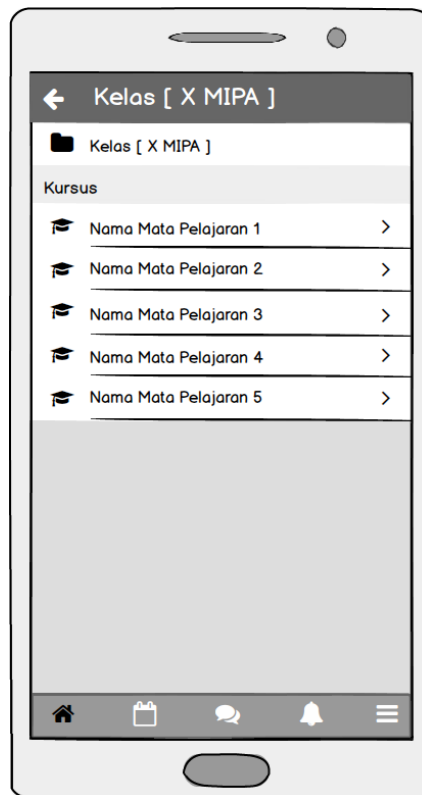 Kelas [ X MIPA ]
Kelas [ X MIPA ]
Kursus
Nama Mata Pelajaran 1
Nama Mata Pelajaran 2
Nama Mata Pelajaran 3
Nama Mata Pelajaran 4
Nama Mata Pelajaran 5